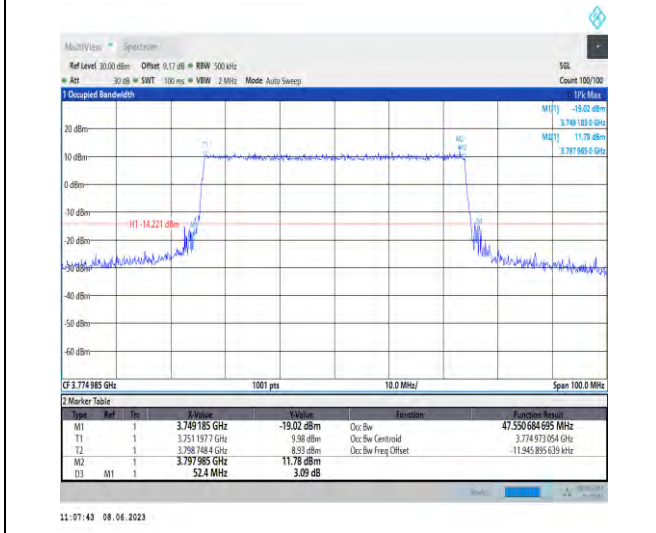 MultiView Spectrum
Ref Level 30.00 dBm Offset 9.17 dB RBW 500 kHz SGL
Att 30 dB SWT 100 ms VBW 2 MHz Mode Auto Sweep Count 100/100
1 Occupied Bandwidth 1Pk Max
M1[1] -19.02 dBm
3.749 185 0 GHz
M2[1] 11.78 dBm
3.797 985 0 GHz
20 dBm
10 dBm
0 dBm
-10 dBm
H1 -14.221 dBm
-20 dBm
-30 dBm
-40 dBm
-50 dBm
-60 dBm
CF 3.774 985 GHz 1001 pts 10.0 MHz/ Span 100.0 MHz
2 Marker Table
Type Ref Trc X-Value Y-Value Function Function Result
M1 1 3.749 185 GHz -19.02 dBm Occ Bw 47.550 684 695 MHz
T1 1 3.751 197 7 GHz 9.98 dBm Occ Bw Centroid 3.774 973 054 GHz
T2 1 3.798 748 4 GHz 8.93 dBm Occ Bw Freq Offset -11.945 895 639 kHz
M2 1 3.797 985 GHz 11.78 dBm
D3 M1 1 52.4 MHz 3.09 dB
11:07:43 08.06.2023